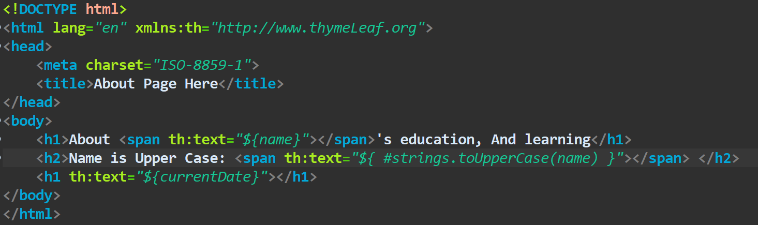 <!DOCTYPE html>
<html lang="en" xmlns:th="http://www.thymeLeaf.org">
<head>
    <meta charset="ISO-8859-1">
    <title>About Page Here</title>
</head>
<body>
    <h1>About <span th:text="${name}"></span>'s education, And learning</h1>
    <h2>Name is Upper Case: <span th:text="${ #strings.toUpperCase(name) }"></span> </h2>
    <h1 th:text="${currentDate}"></h1>
</body>
</html>